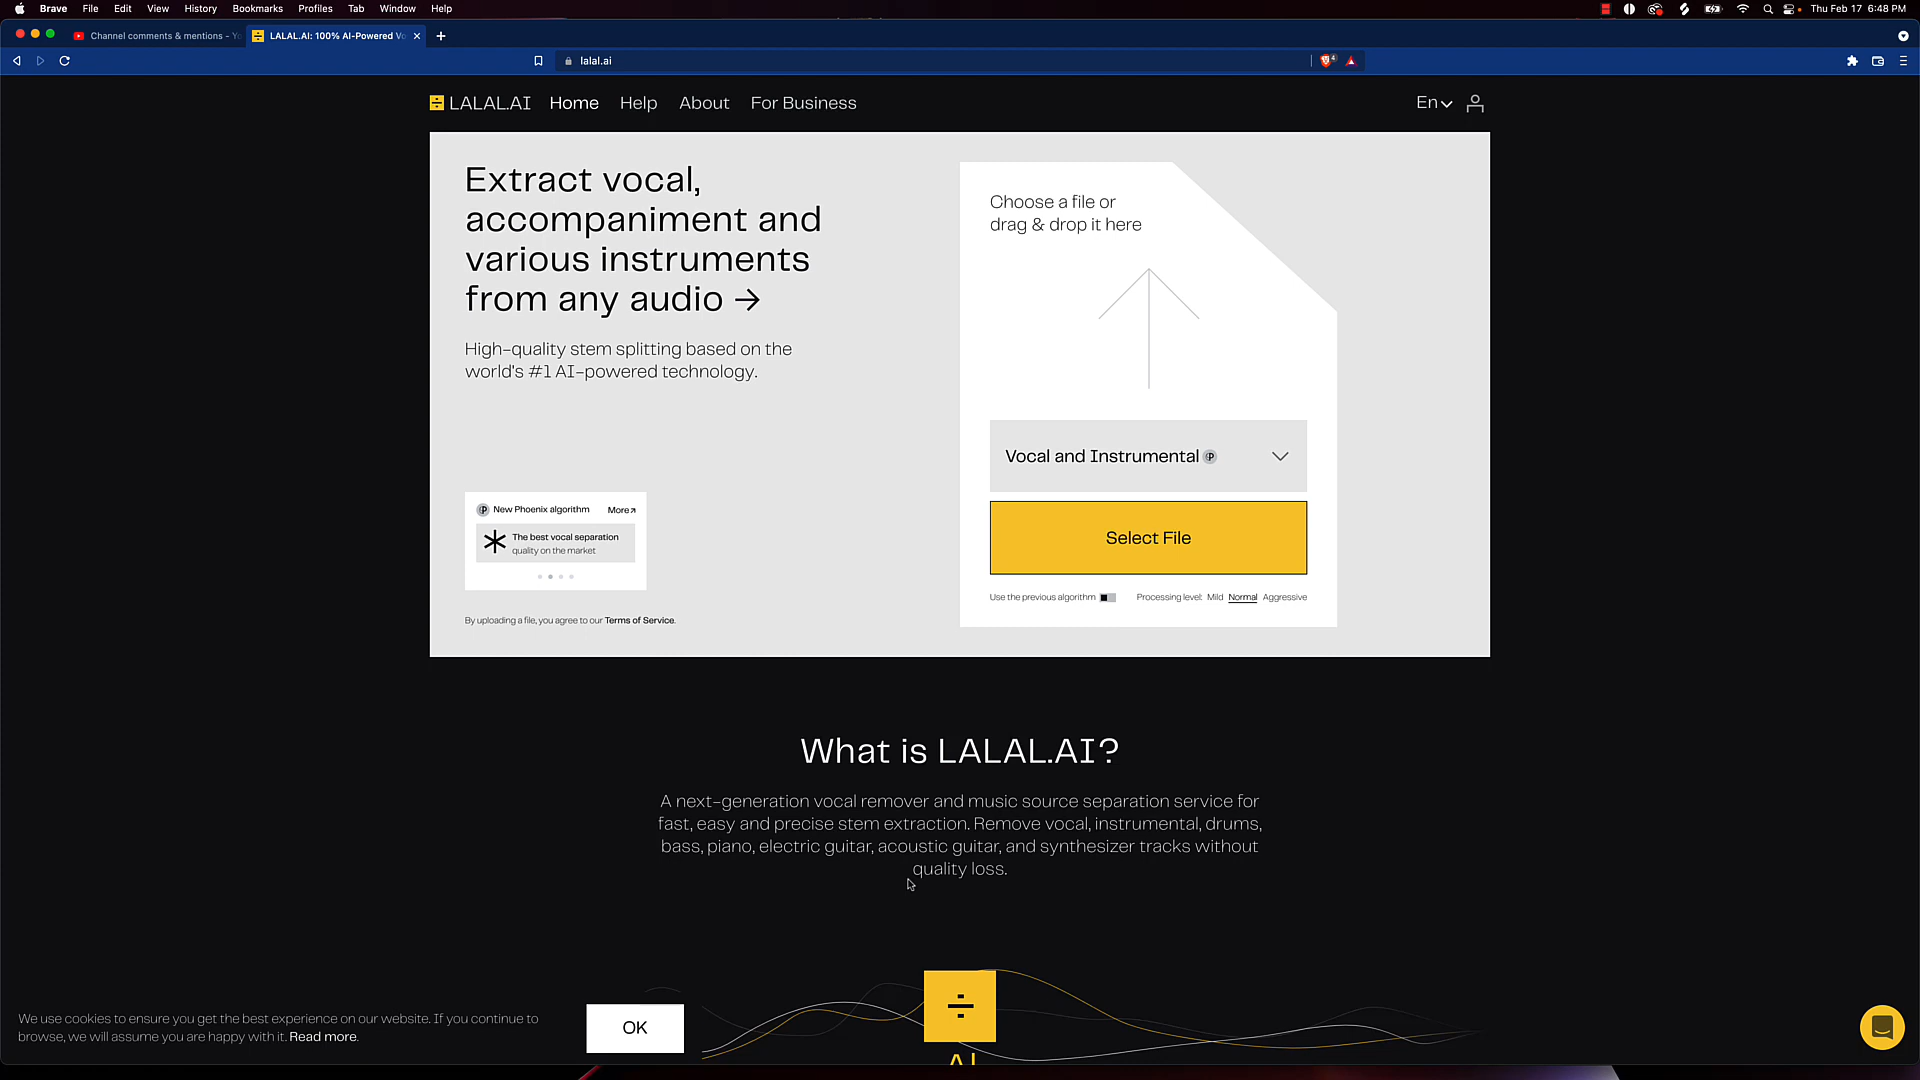 Brave File Edit View History Bookmarks Profiles Tab Window Help Thu Feb 17 6:48 PM
Channel comments & mentions - Yo LALAL.AI: 100% AI-Powered Vo
lalal.ai 4
LALAL.AI Home Help About For Business En
Extract vocal,
accompaniment and
various instruments
from any audio →
High-quality stem splitting based on the
world's #1 AI-powered technology.
New Phoenix algorithm More↗
The best vocal separation
quality on the market
By uploading a file, you agree to our Terms of Service.
Choose a file or
drag & drop it here
Vocal and Instrumental
Select File
Use the previous algorithm Processing level: Mild Normal Aggressive
What is LALAL.AI?
A next-generation vocal remover and music source separation service for
fast, easy and precise stem extraction. Remove vocal, instrumental, drums,
bass, piano, electric guitar, acoustic guitar, and synthesizer tracks without
quality loss.
We use cookies to ensure you get the best experience on our website. If you continue to
browse, we will assume you are happy with it. Read more.
OK
AI